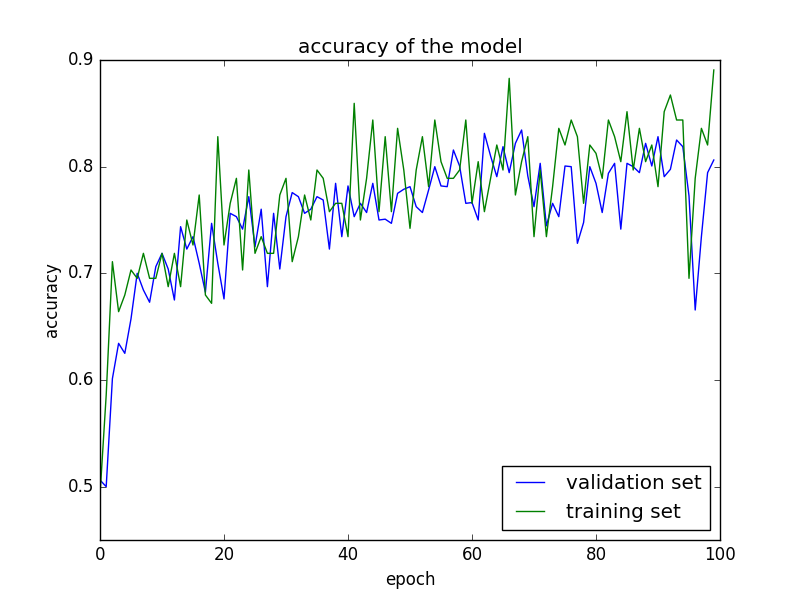 accuracy of the model
0.9
0.8
0.7
0.6
0.5
accuracy
validation set
training set
0 20 40 60 80 100
epoch